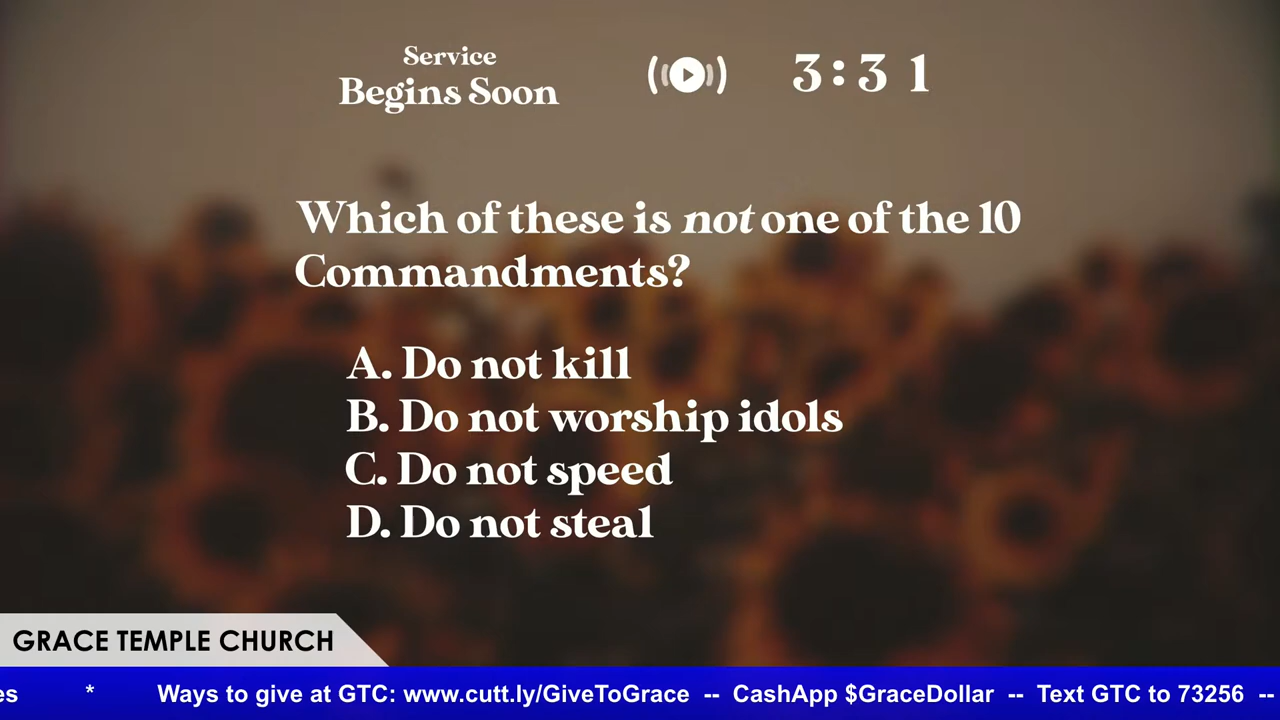 Service
Begins Soon
3:31
Which of these is not one of the 10
Commandments?
A. Do not kill
B. Do not worship idols
C. Do not speed
D. Do not steal
GRACE TEMPLE CHURCH
es * Ways to give at GTC: www.cutt.ly/GiveToGrace -- CashApp $GraceDollar -- Text GTC to 73256 --